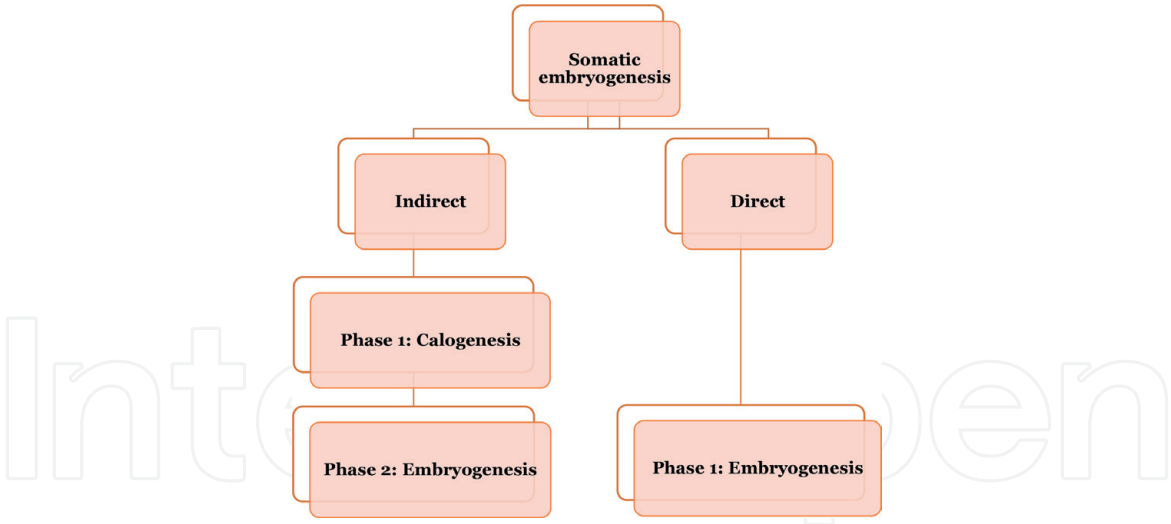 Somatic
embryogenesis
Indirect
Direct
Phase 1: Calogenesis
Phase 2: Embryogenesis
Phase 1: Embryogenesis